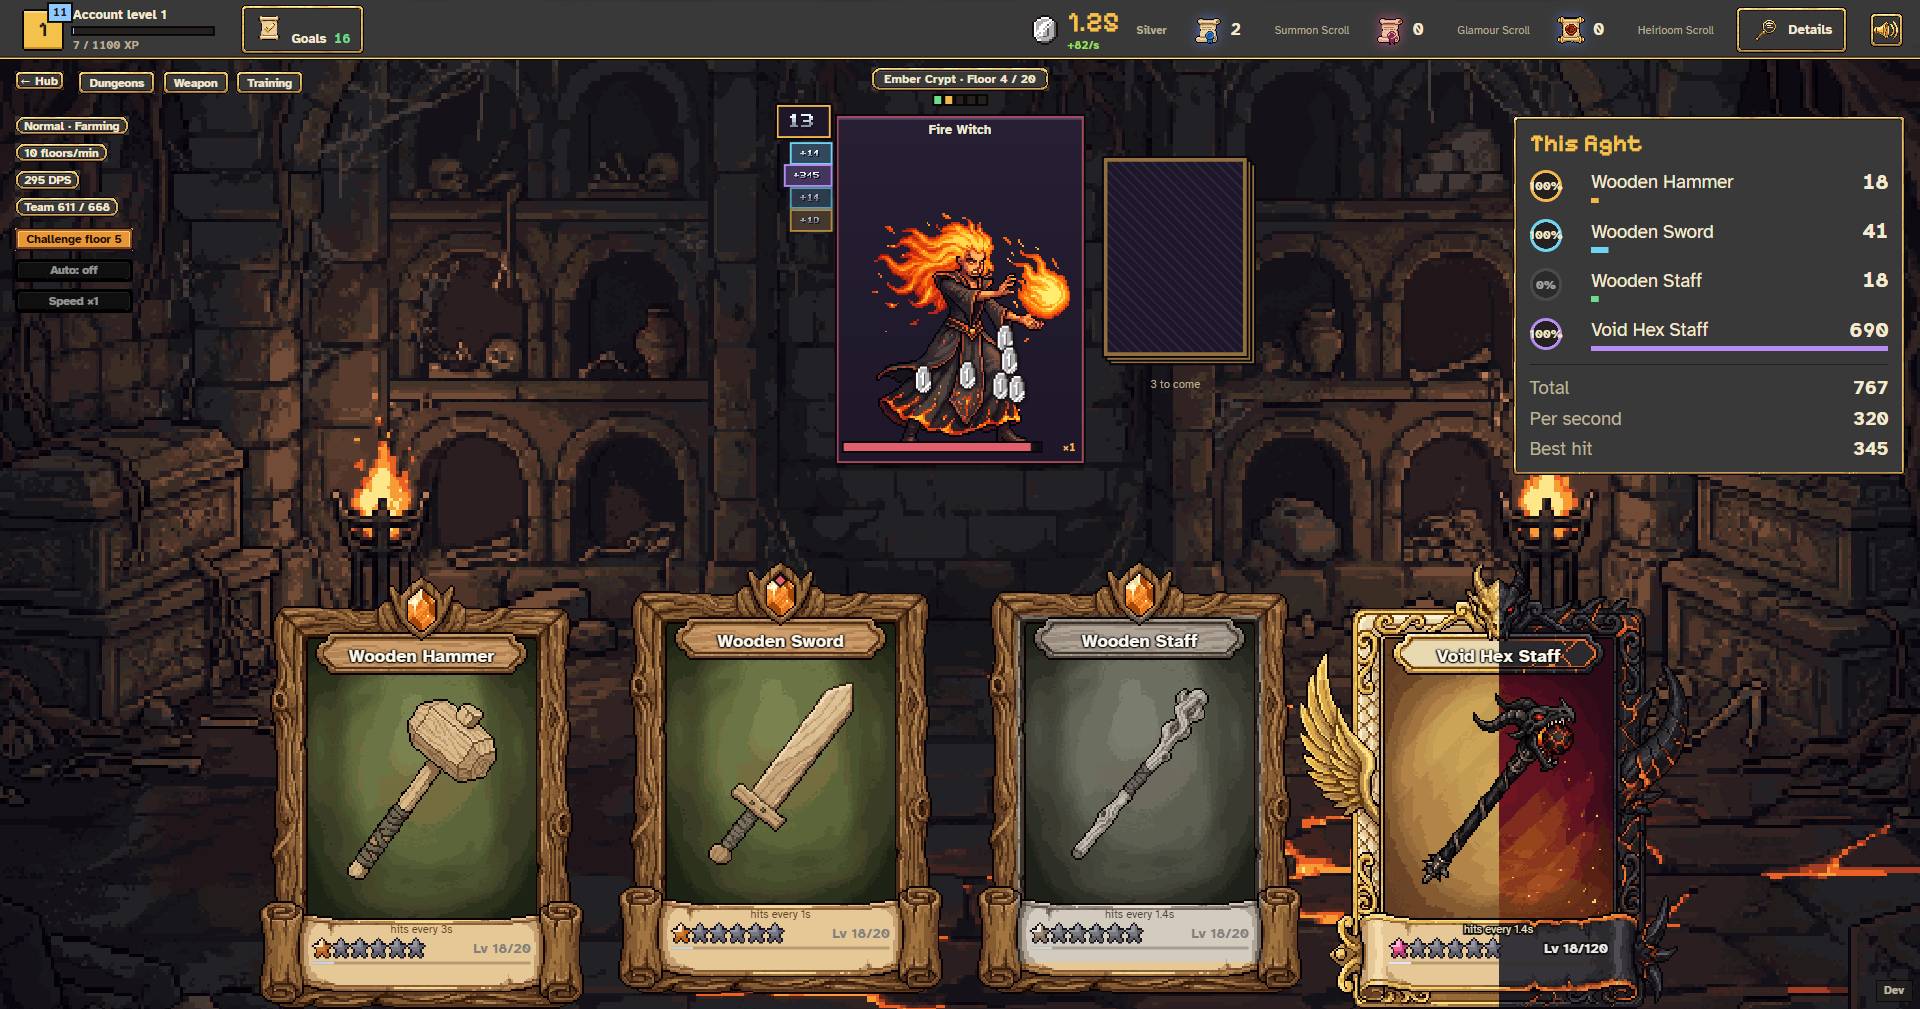 1
11
Account level 1
7 / 1100 XP
Goals 16
1.28
+82/s
Silver
2
Summon Scroll
0
Glamour Scroll
0
Heirloom Scroll
Details
← Hub
Dungeons
Weapon
Training
Normal · Farming
10 floors/min
295 DPS
Team 611 / 668
Challenge floor 5
Auto: off
Speed ×1
Ember Crypt · Floor 4 / 20
13
+14
+345
+14
+10
Fire Witch
×1
3 to come
This fight
100%
Wooden Hammer
18
100%
Wooden Sword
41
0%
Wooden Staff
18
100%
Void Hex Staff
690
Total
767
Per second
320
Best hit
345
Wooden Hammer
hits every 3s
Lv 18/20
Wooden Sword
hits every 1s
Lv 18/20
Wooden Staff
hits every 1.4s
Lv 18/20
Void Hex Staff
hits every 1.4s
Lv 18/120
Dev